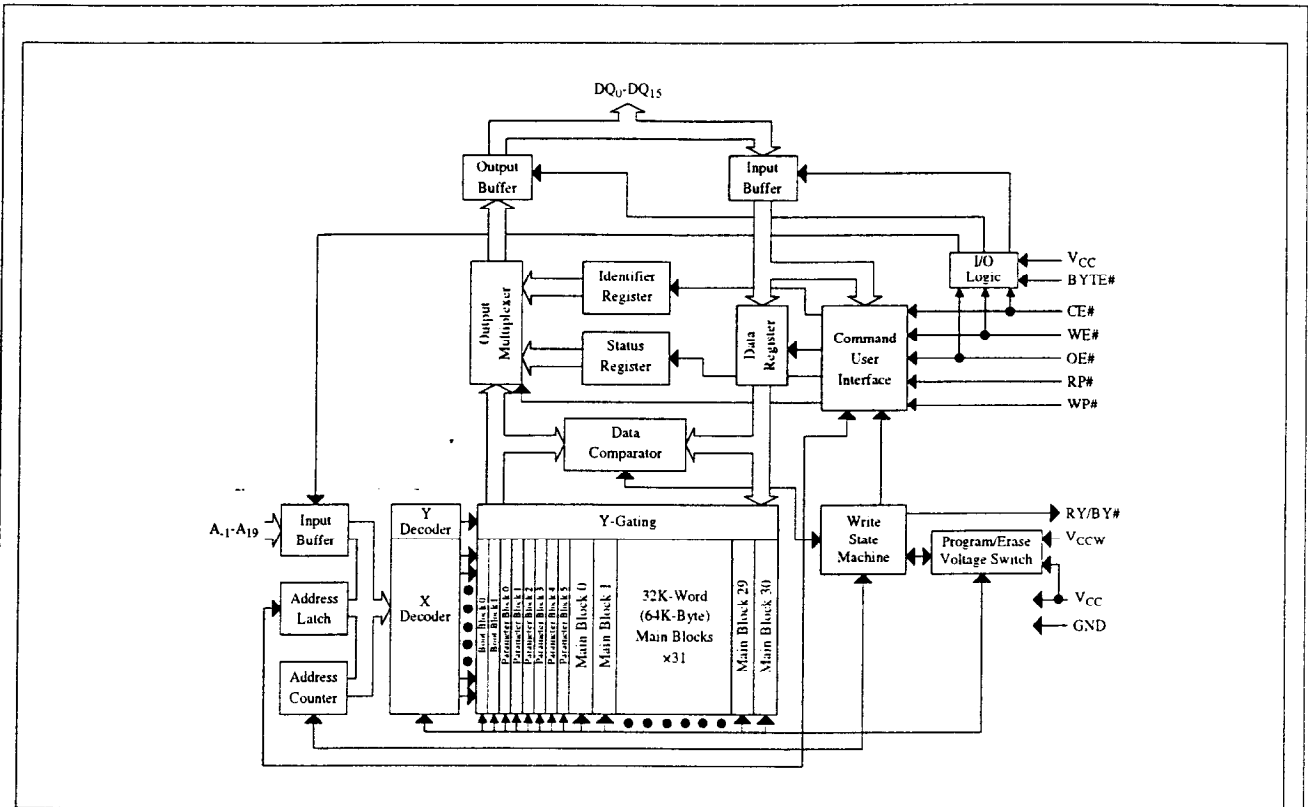 DQ0-DQ15
Output
Buffer
Input
Buffer
I/O
Logic
VCC
BYTE#
Identifier
Register
Output
Multiplexer
Status
Register
Data
Register
Command
User
Interface
CE#
WE#
OE#
RP#
WP#
Data
Comparator
A-1-A19
Input
Buffer
Y
Decoder
Y-Gating
Write
State
Machine
RY/BY#
Program/Erase
Voltage Switch
VCCW
VCC
GND
Address
Latch
X
Decoder
Boot Block 0
Boot Block 1
Parameter Block 0
Parameter Block 1
Parameter Block 2
Parameter Block 3
Parameter Block 4
Parameter Block 5
Main Block 0
Main Block 1
32K-Word
(64K-Byte)
Main Blocks
×31
Main Block 29
Main Block 30
Address
Counter